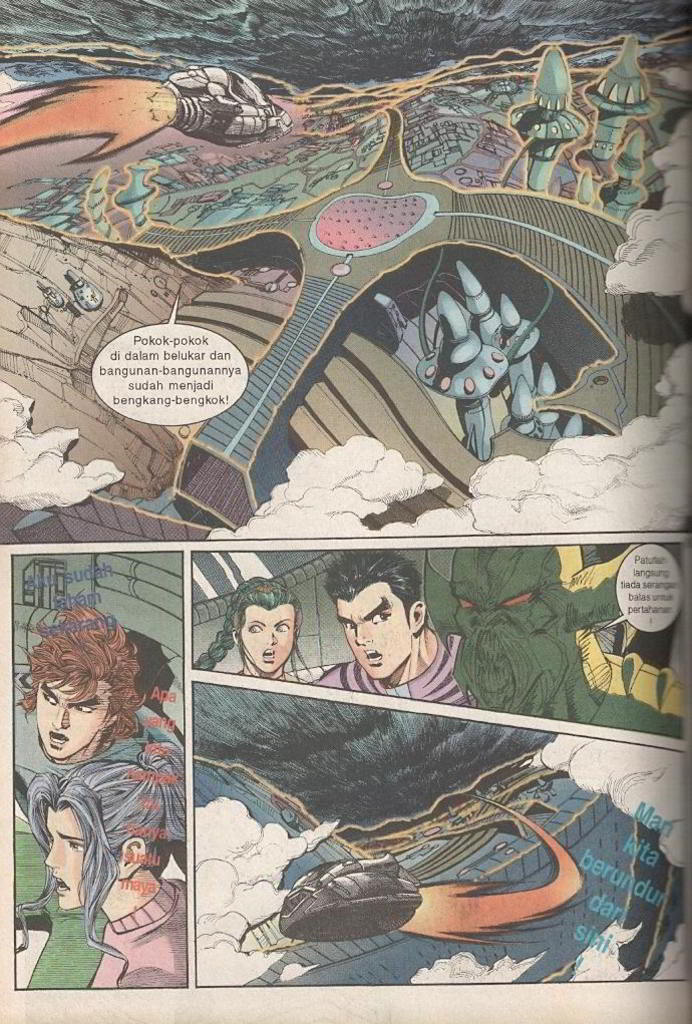 Pokok-pokok
di dalam belukar dan
bangunan-bangunannya
sudah menjadi
bengkang-bengkok!
Aku sudah
faham
sekarang
Apa
yang
kita
nampak
itu
hanya
suatu
maya
Patutlah
langsung
tiada serangan
balas untuk
pertahanan
!
Mari
kita
berundur
dari
sini
!